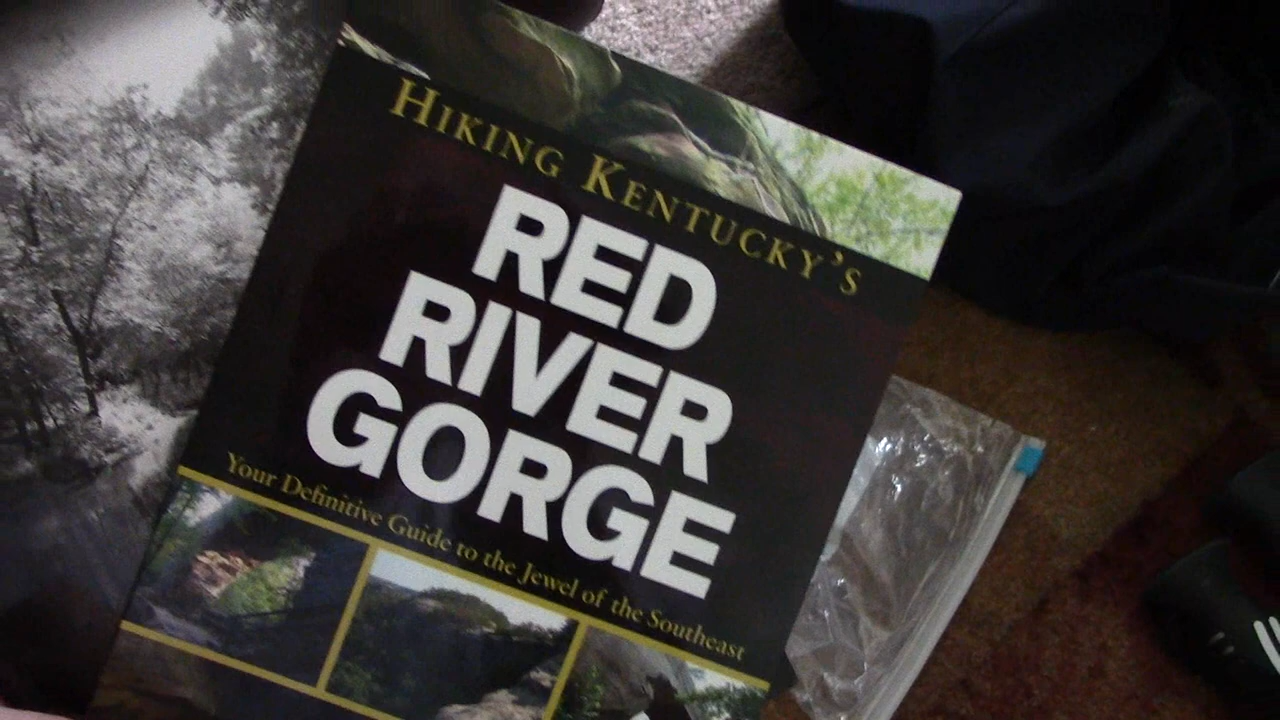 HIKING KENTUCKY'S
RED
RIVER
GORGE
Your Definitive Guide to the Jewel of the Southeast